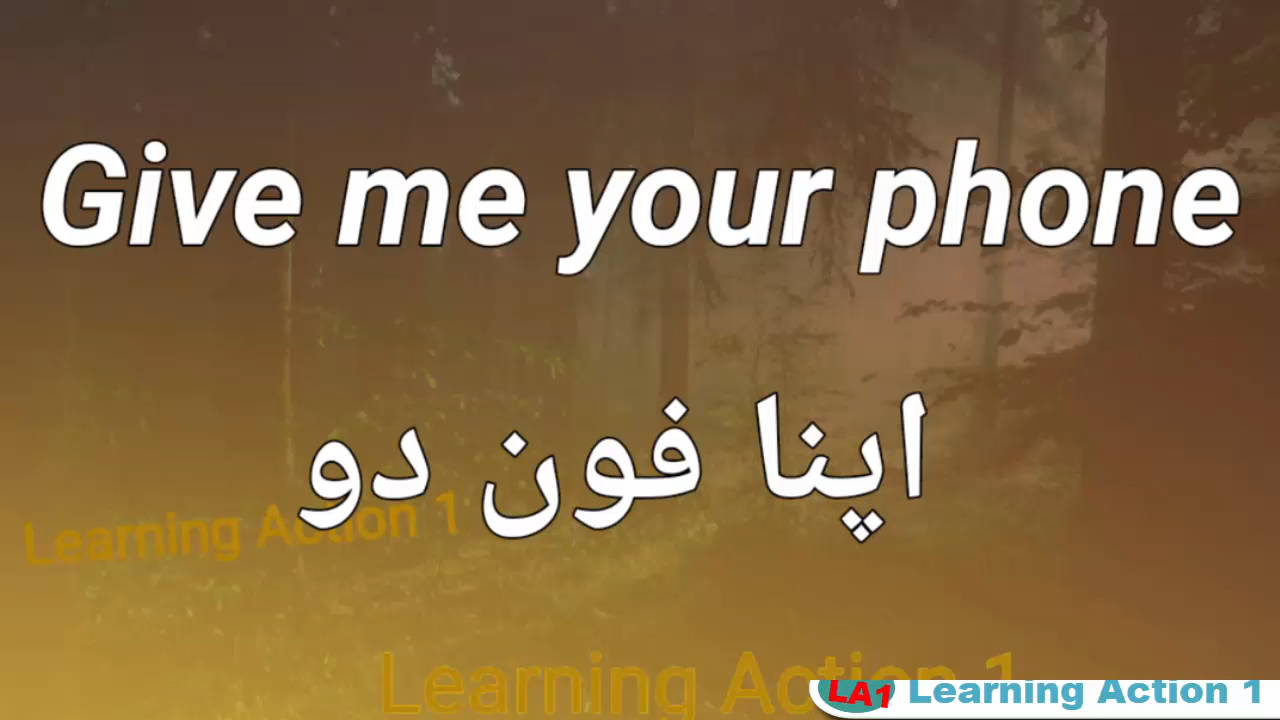 Give me your phone
اپنا فون دو
Learning Action 1
Learning Action 1
LA1 Learning Action 1